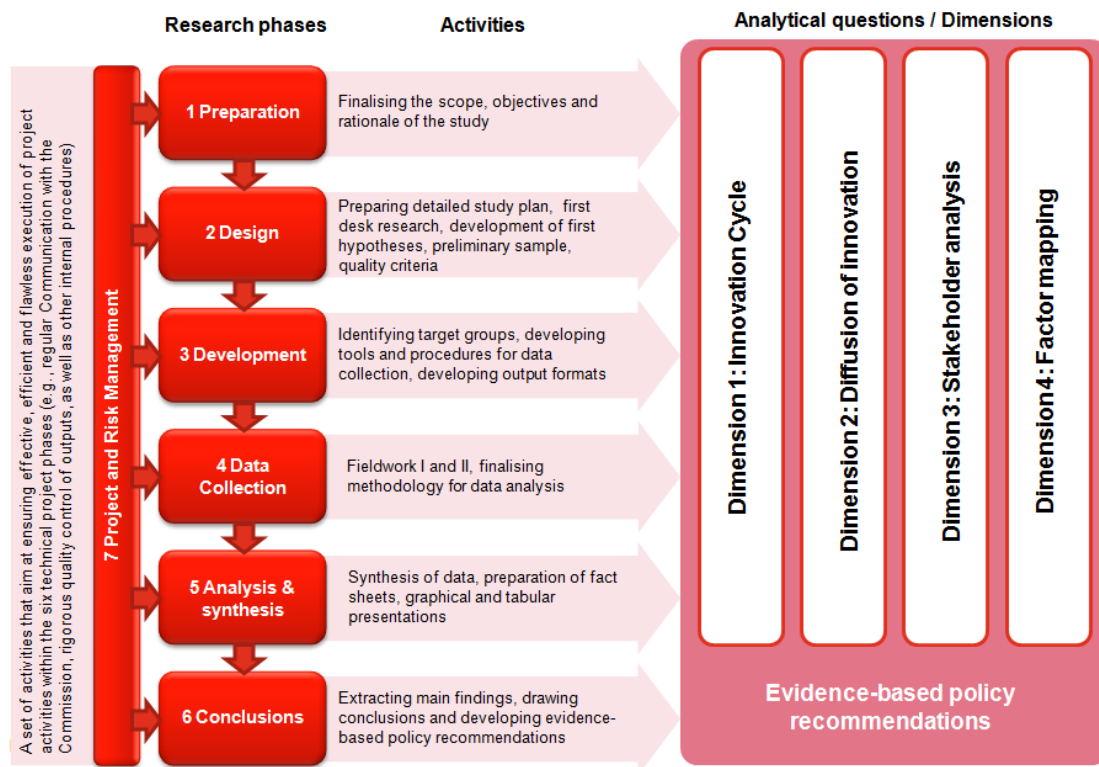 Research phases
Activities
Analytical questions / Dimensions
A set of activities that aim at ensuring effective, efficient and flawless execution of project
activities within the six technical project phases (e.g., regular Communication with the
Commission, rigorous quality control of outputs, as well as other internal procedures)
7 Project and Risk Management
1 Preparation
Finalising the scope, objectives and
rationale of the study
2 Design
Preparing detailed study plan, first
desk research, development of first
hypotheses, preliminary sample,
quality criteria
3 Development
Identifying target groups, developing
tools and procedures for data
collection, developing output formats
4 Data
Collection
Fieldwork I and II, finalising
methodology for data analysis
5 Analysis &
synthesis
Synthesis of data, preparation of fact
sheets, graphical and tabular
presentations
6 Conclusions
Extracting main findings, drawing
conclusions and developing evidence-
based policy recommendations
Dimension 1: Innovation Cycle
Dimension 2: Diffusion of innovation
Dimension 3: Stakeholder analysis
Dimension 4: Factor mapping
Evidence-based policy
recommendations